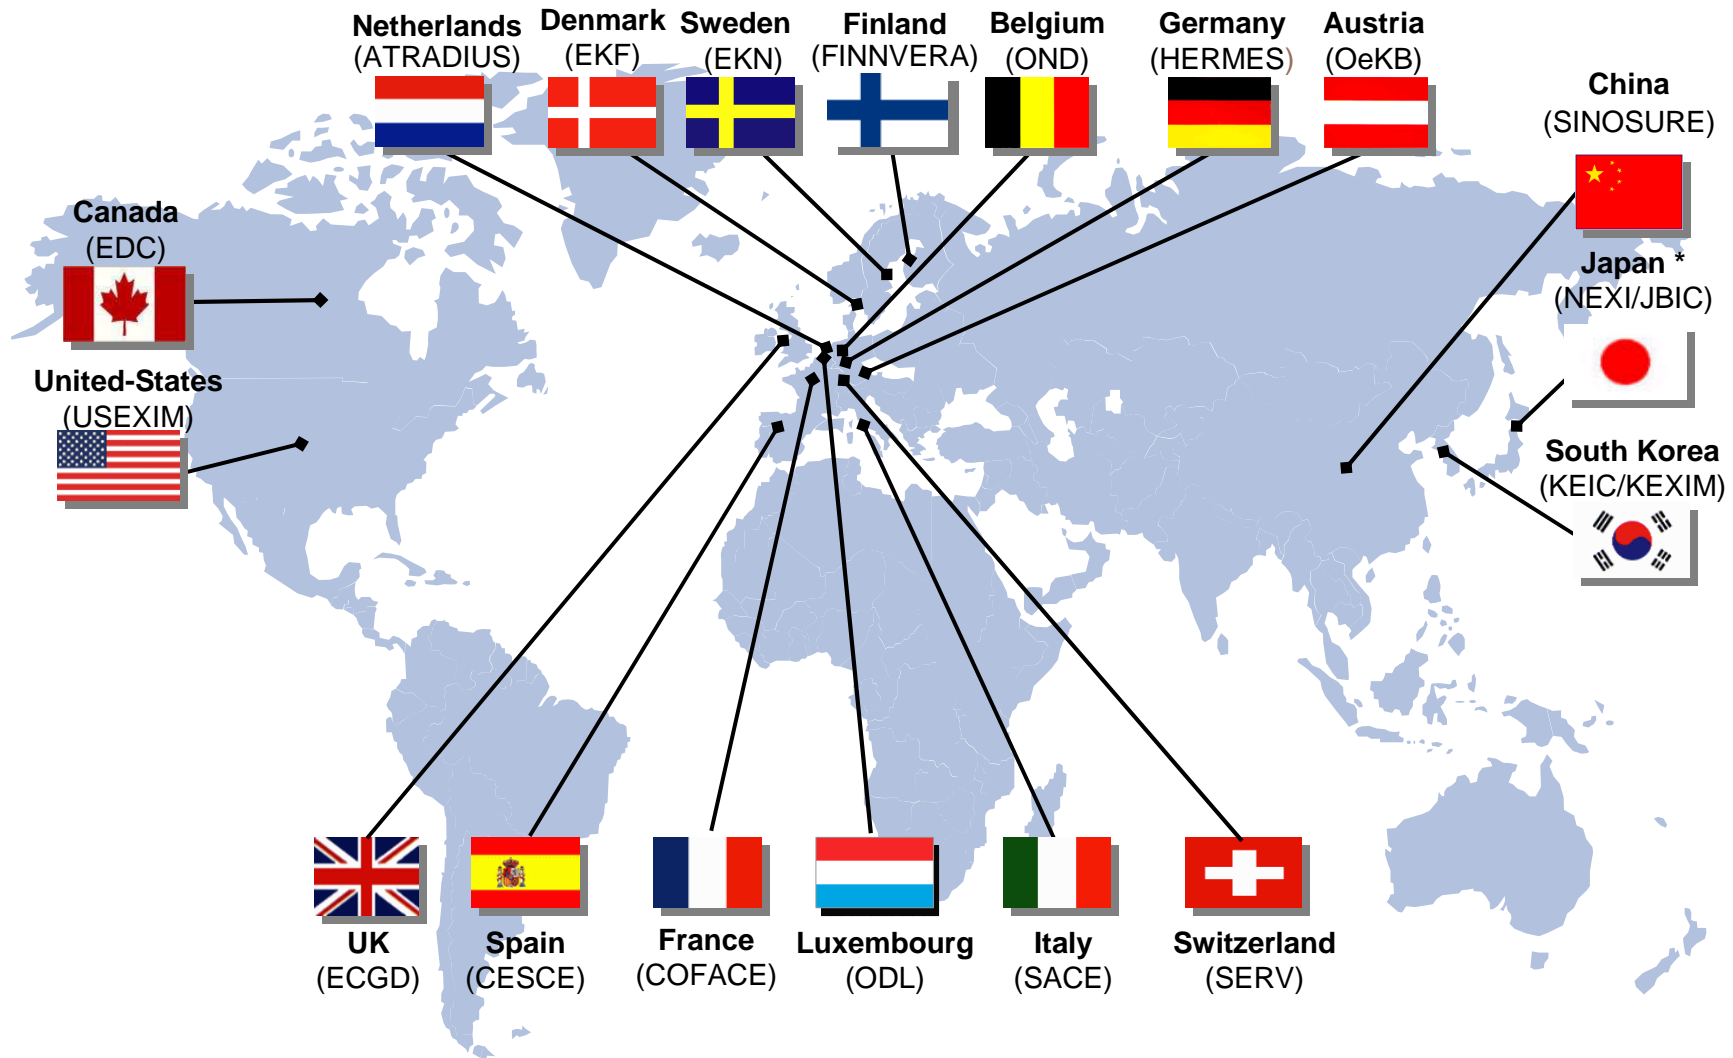 Netherlands
(ATRADIUS)
Denmark
(EKF)
Sweden
(EKN)
Finland
(FINNVERA)
Belgium
(OND)
Germany
(HERMES)
Austria
(OeKB)
China
(SINOSURE)
Canada
(EDC)
Japan *
(NEXI/JBIC)
United-States
(USEXIM)
South Korea
(KEIC/KEXIM)
UK
(ECGD)
Spain
(CESCE)
France
(COFACE)
Luxembourg
(ODL)
Italy
(SACE)
Switzerland
(SERV)